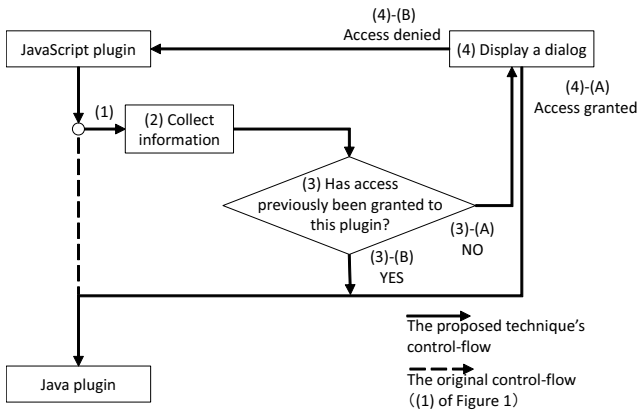 (4)-(B)
Access denied
JavaScript plugin
(4) Display a dialog
(4)-(A)
Access granted
(1)
(2) Collect
information
(3) Has access
previously been granted to
this plugin?
(3)-(A)
NO
(3)-(B)
YES
The proposed technique's
control-flow
Java plugin
The original control-flow
((1) of Figure 1)